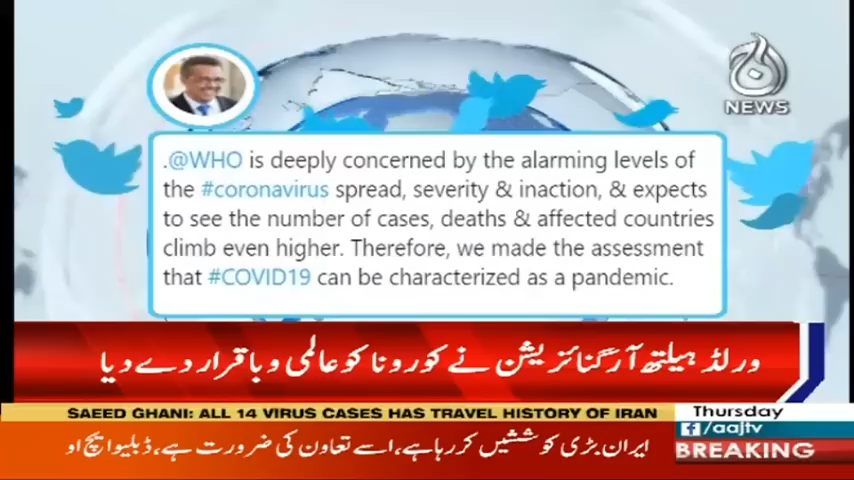 آج
NEWS
.@WHO is deeply concerned by the alarming levels of
the #coronavirus spread, severity & inaction, & expects
to see the number of cases, deaths & affected countries
climb even higher. Therefore, we made the assessment
that #COVID19 can be characterized as a pandemic.
ورلڈ ہیلتھ آرگنائزیشن نے کورونا کو عالمی وبا قرار دے دیا
SAEED GHANI: ALL 14 VIRUS CASES HAS TRAVEL HISTORY OF IRAN
Thursday
f/aajtv
ایران بڑی کوششیں کر رہا ہے، اسے تعاون کی ضرورت ہے، ڈبلیو ایچ او
BREAKING